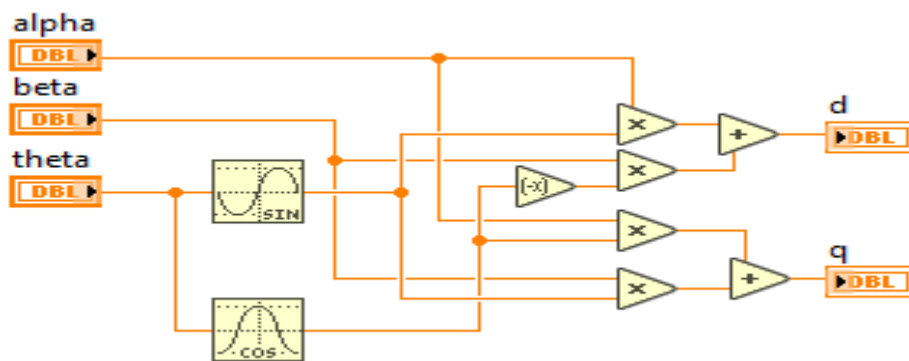 alpha
DBL
beta
DBL
theta
DBL
SIN
COS
(-x)
×
×
×
×
+
+
d
DBL
q
DBL